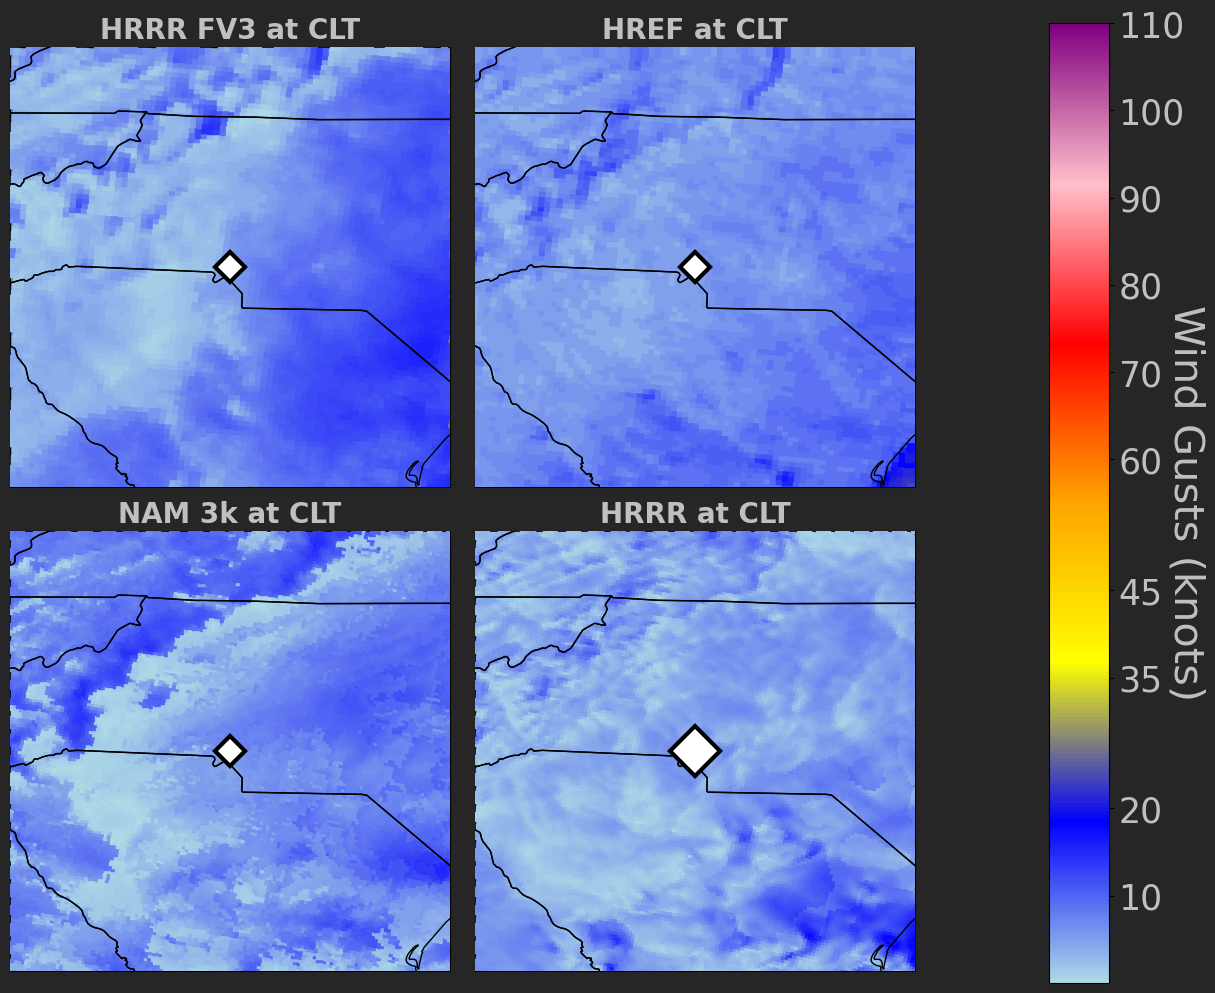 HRRR FV3 at CLT
HREF at CLT
NAM 3k at CLT
HRRR at CLT
110
100
90
80
70
60
45
35
20
10
Wind Gusts (knots)